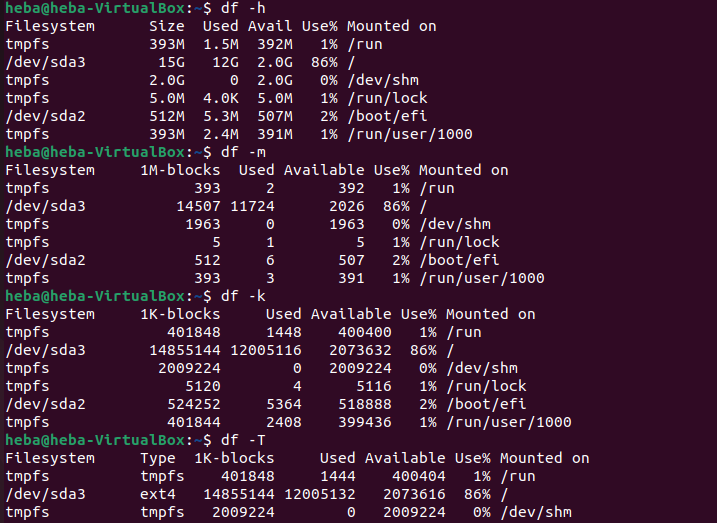 heba@heba-VirtualBox:~$ df -h
Filesystem      Size  Used Avail Use% Mounted on
tmpfs           393M  1.5M  392M   1% /run
/dev/sda3        15G   12G  2.0G  86% /
tmpfs           2.0G     0  2.0G   0% /dev/shm
tmpfs           5.0M  4.0K  5.0M   1% /run/lock
/dev/sda2       512M  5.3M  507M   2% /boot/efi
tmpfs           393M  2.4M  391M   1% /run/user/1000
heba@heba-VirtualBox:~$ df -m
Filesystem     1M-blocks  Used Available Use% Mounted on
tmpfs                393     2       392   1% /run
/dev/sda3          14507 11724      2026  86% /
tmpfs               1963     0      1963   0% /dev/shm
tmpfs                  5     1         5   1% /run/lock
/dev/sda2            512     6       507   2% /boot/efi
tmpfs                393     3       391   1% /run/user/1000
heba@heba-VirtualBox:~$ df -k
Filesystem     1K-blocks     Used Available Use% Mounted on
tmpfs             401848     1448    400400   1% /run
/dev/sda3       14855144 12005116   2073632  86% /
tmpfs            2009224        0   2009224   0% /dev/shm
tmpfs               5120        4      5116   1% /run/lock
/dev/sda2         524252     5364    518888   2% /boot/efi
tmpfs             401844     2408    399436   1% /run/user/1000
heba@heba-VirtualBox:~$ df -T
Filesystem     Type  1K-blocks     Used Available Use% Mounted on
tmpfs          tmpfs    401848     1444    400404   1% /run
/dev/sda3      ext4   14855144 12005132   2073616  86% /
tmpfs          tmpfs   2009224        0   2009224   0% /dev/shm